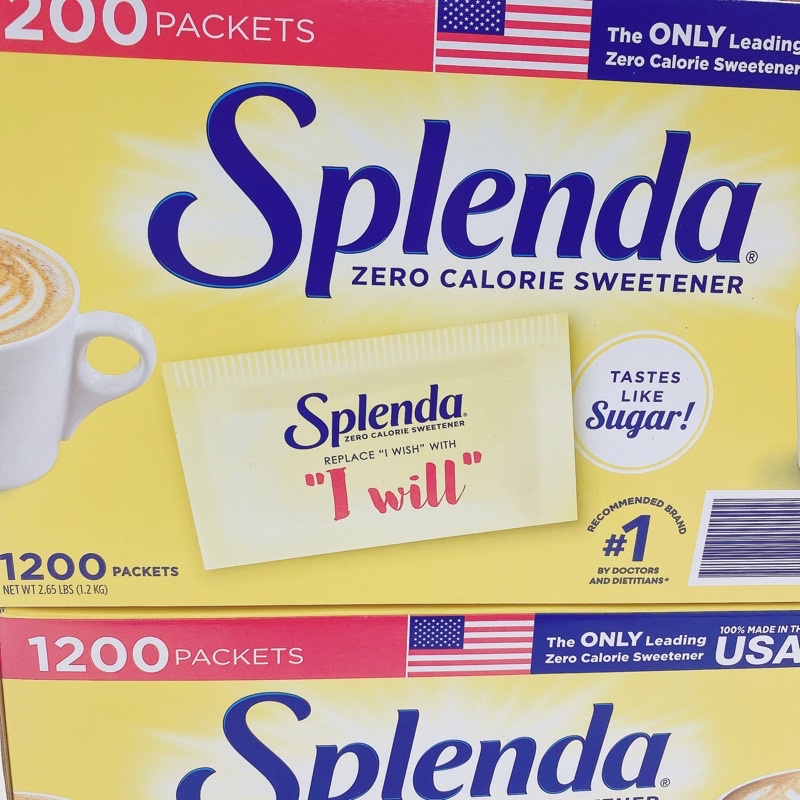 200 PACKETS
The ONLY Leading
Zero Calorie Sweetener
Splenda®
ZERO CALORIE SWEETENER
Splenda®
ZERO CALORIE SWEETENER
REPLACE "I WISH" WITH
"I will"
TASTES
LIKE
Sugar!
RECOMMENDED BRAND
#1
BY DOCTORS
AND DIETITIANS*
1200 PACKETS
NET WT 2.65 LBS (1.2 KG)
1200 PACKETS
The ONLY Leading
Zero Calorie Sweetener
100% MADE IN TH
USA
Splenda®